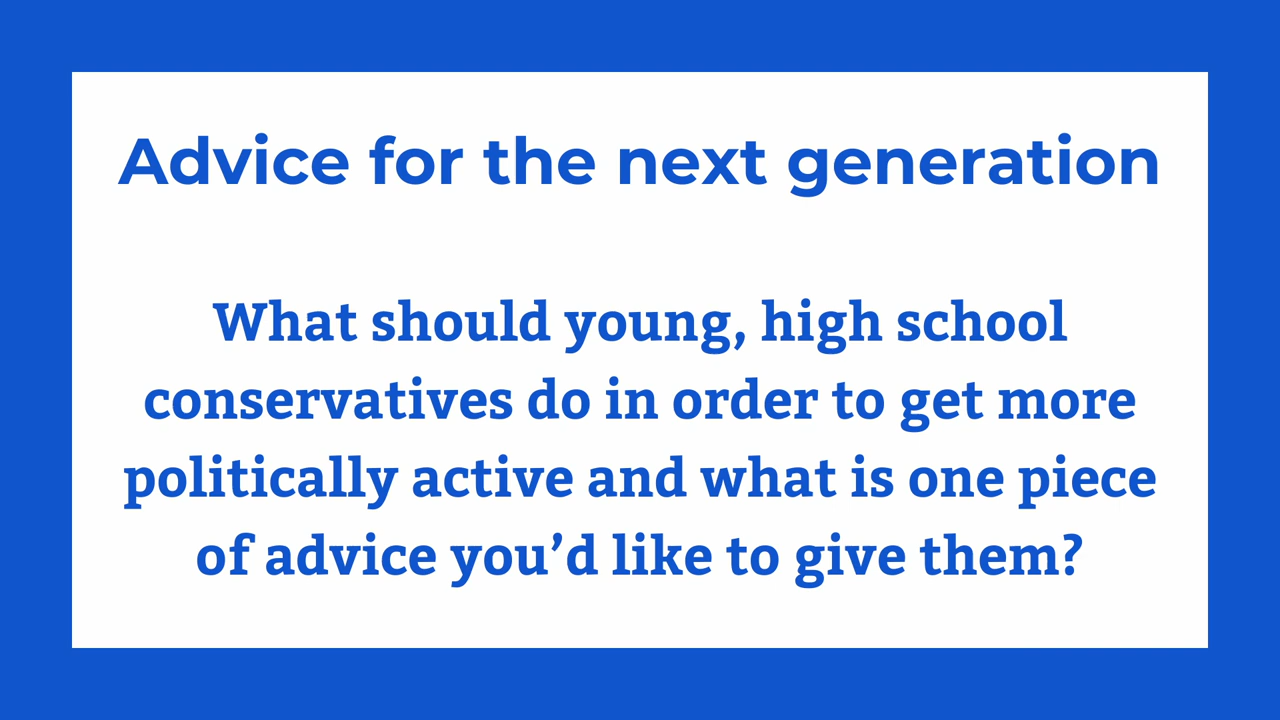 Advice for the next generation
What should young, high school
conservatives do in order to get more
politically active and what is one piece
of advice you’d like to give them?